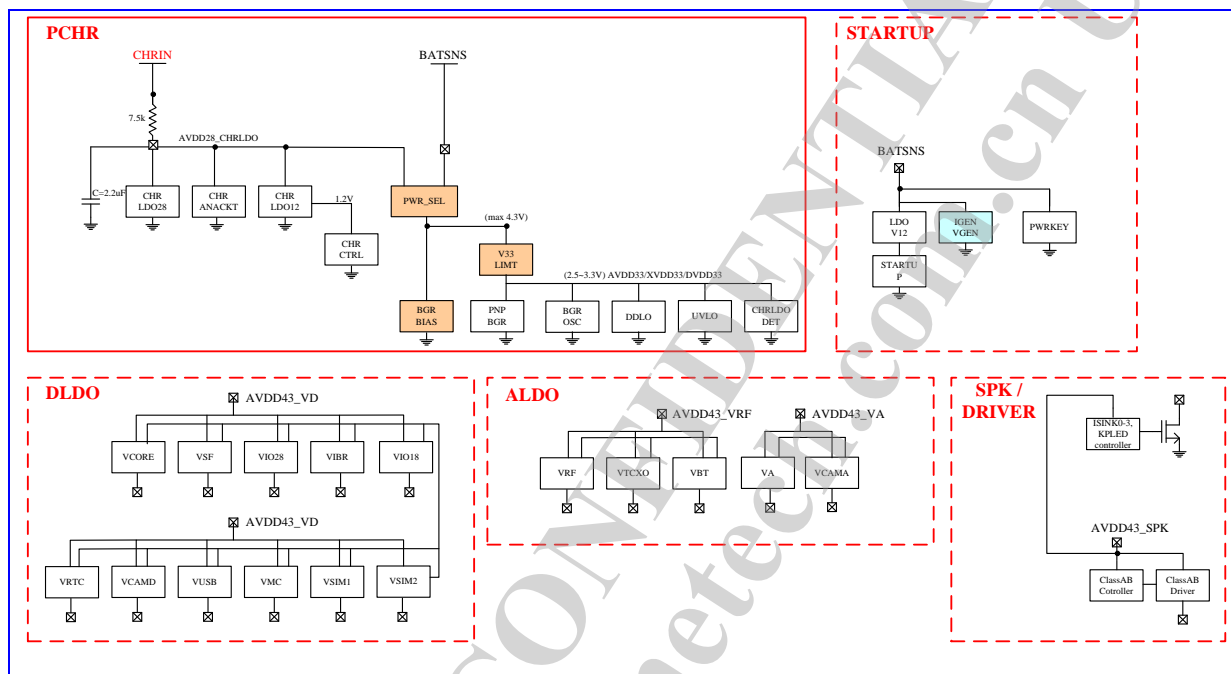 PCHR
CHRIN
BATSNS
7.5k
AVDD28_CHRLDO
C=2.2uF
CHR
LDO28
CHR
ANACKT
CHR
LDO12
1.2V
CHR
CTRL
PWR_SEL
(max 4.3V)
V33
LIMT
(2.5~3.3V) AVDD33/XVDD33/DVDD33
BGR
BIAS
PNP
BGR
BGR
OSC
DDLO
UVLO
CHRLDO
DET
STARTUP
BATSNS
LDO
V12
IGEN
VGEN
PWRKEY
STARTU
P
DLDO
AVDD43_VD
VCORE
VSF
VIO28
VIBR
VIO18
AVDD43_VD
VRTC
VCAMD
VUSB
VMC
VSIM1
VSIM2
ALDO
AVDD43_VRF
AVDD43_VA
VRF
VTCXO
VBT
VA
VCAMA
SPK /
DRIVER
ISINK0-3,
KPLED
controller
AVDD43_SPK
ClassAB
Cotroller
ClassAB
Driver
CONFIDENTIA
netech.com.cn